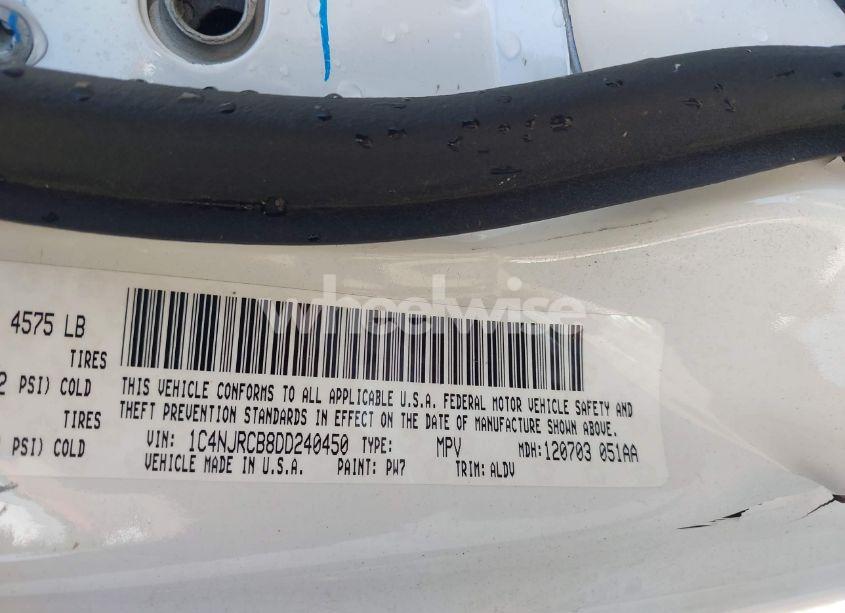 wheelwise
4575 LB
TIRES
2 PSI) COLD
TIRES
PSI) COLD
THIS VEHICLE CONFORMS TO ALL APPLICABLE U.S.A. FEDERAL MOTOR VEHICLE SAFETY AND
THEFT PREVENTION STANDARDS IN EFFECT ON THE DATE OF MANUFACTURE SHOWN ABOVE.
VIN: 1C4NJRCB8DD240450 TYPE: MPV MDH:120703 051AA
VEHICLE MADE IN U.S.A. PAINT: PW7 TRIM: ALDV